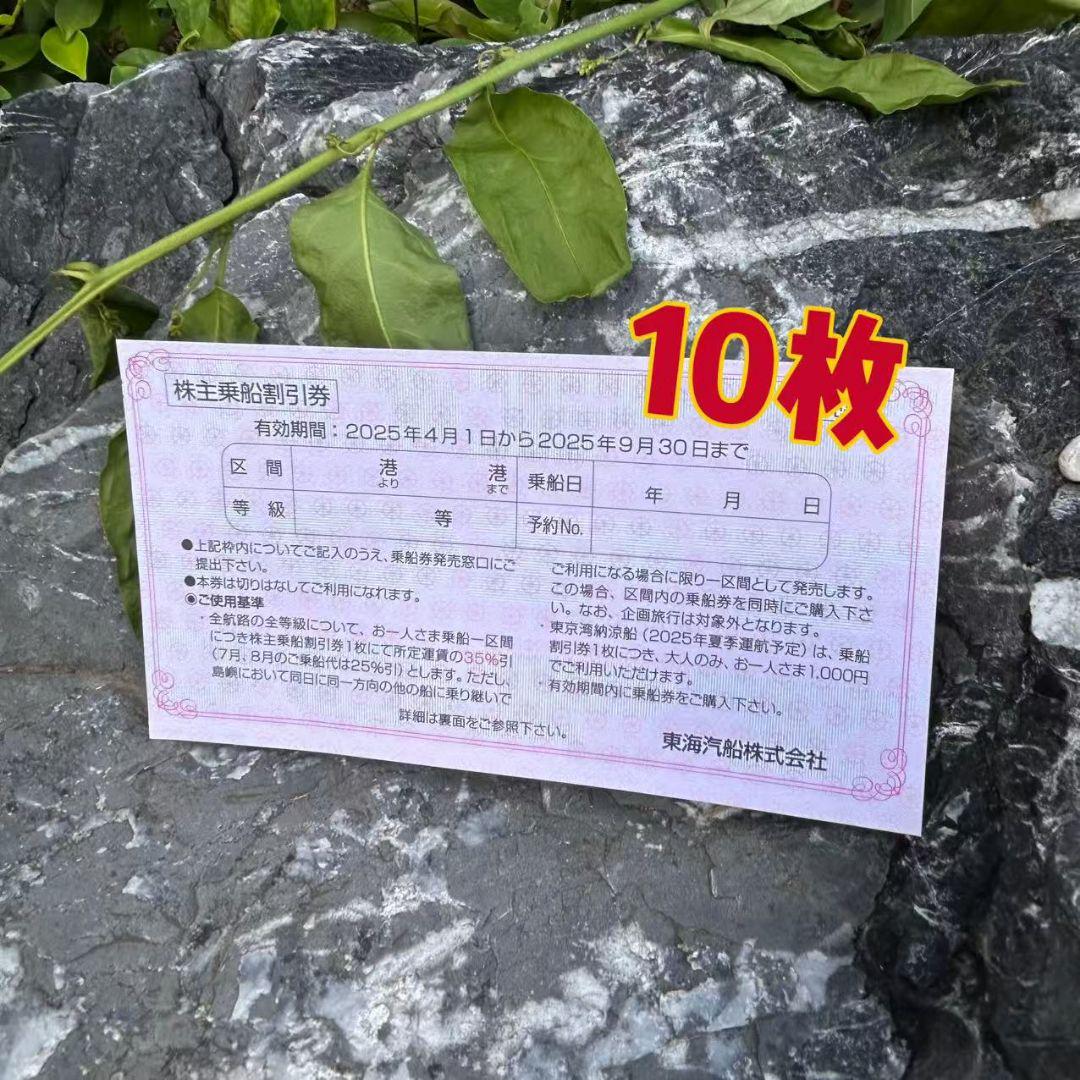 10枚
株主乗船割引券
有効期間：2025年4月1日から2025年9月30日まで
区間 港より 港まで 乗船日 年 月 日
等級 等 予約No.
●上記枠内についてご記入のうえ、乗船券発売窓口にご
提出下さい。
●本券は切りはなしてご利用になれます。
◉ご使用基準
・全航路の全等級について、お一人さま乗船一区間
につき株主乗船割引券1枚にて所定運賃の35%引
（7月、8月のご乗船代は25%引）とします。ただし、
島嶼において同日に同一方向の他の船に乗り継いで
ご利用になる場合に限り一区間として発売します。
この場合、区間内の乗船券を同時にご購入下さ
い。なお、企画旅行は対象外となります。
・東京湾納涼船（2025年夏季運航予定）は、乗船
割引券1枚につき、大人のみ、お一人さま1,000円
でご利用いただけます。
・有効期間内に乗船券をご購入下さい。
詳細は裏面をご参照下さい。
東海汽船株式会社